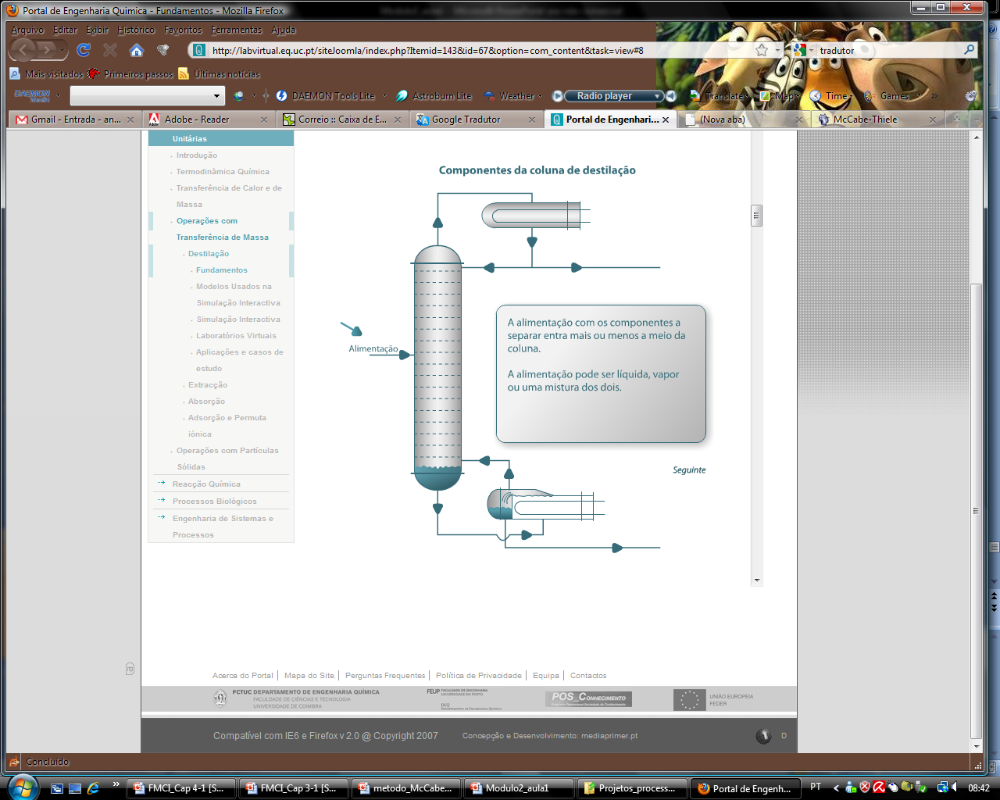 Portal de Engenharia Quimica - Fundamentos - Mozilla Firefox
Arquivo Editar Exibir Histórico Favoritos Ferramentas Ajuda
http://labvirtual.eq.uc.pt/siteJoomla/index.php?Itemid=143&id=67&option=com_content&task=view#8
tradutor
Mais visitados Primeiros passos Últimas notícias
DAEMON Tools Lite Astroburn Lite Weather Radio player Translate Map Time Games »
Gmail - Entrada - an... Adobe - Reader Correio :: Caixa de E... Google Tradutor Portal de Engenhari... (Nova aba) McCabe-Thiele
Unitárias
Introdução
Termodinâmica Química
Transferência de Calor e de
Massa
Operações com
Transferência de Massa
Destilação
Fundamentos
Modelos Usados na
Simulação Interactiva
Simulação Interactiva
Laboratórios Virtuais
Aplicações e casos de
estudo
Extracção
Absorção
Adsorção e Permuta
iónica
Operações com Partículas
Sólidas
Reacção Química
Processos Biológicos
Engenharia de Sistemas e
Processos
Componentes da coluna de destilação
Alimentação
A alimentação com os componentes a
separar entra mais ou menos a meio da
coluna.
A alimentação pode ser líquida, vapor
ou uma mistura dos dois.
Seguinte
Acerca do Portal | Mapa do Site | Perguntas Frequentes | Política de Privacidade | Equipa | Contactos
FCTUC DEPARTAMENTO DE ENGENHARIA QUÍMICA
FACULDADE DE CIÊNCIAS E TECNOLOGIA
UNIVERSIDADE DE COIMBRA
FEUP FACULDADE DE ENGENHARIA
UNIVERSIDADE DO PORTO
DEQ
DEPARTAMENTO DE ENGENHARIA QUÍMICA
POS_CONHECIMENTO
UNIÃO EUROPEIA
FEDER
Compatível com IE6 e Firefox v 2.0 @ Copyright 2007
Concepção e Desenvolvimento: mediaprimer.pt
D
Concluído
» FMCI_Cap 4-1 [S... FMCI_Cap 3-1 [S... metodo_McCabe... Modulo2_aula1 Projetos_process... Portal de Engenh... PT 08:42